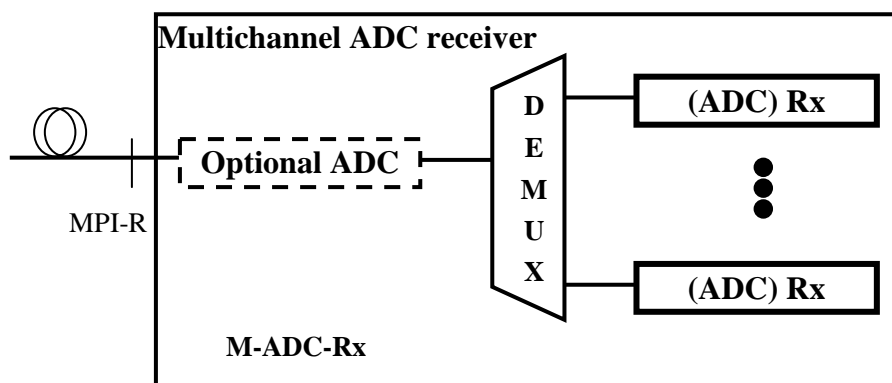 Multichannel ADC receiver
(ADC) Rx
Optional ADC
D
E
M
U
X
MPI-R
(ADC) Rx
M-ADC-Rx